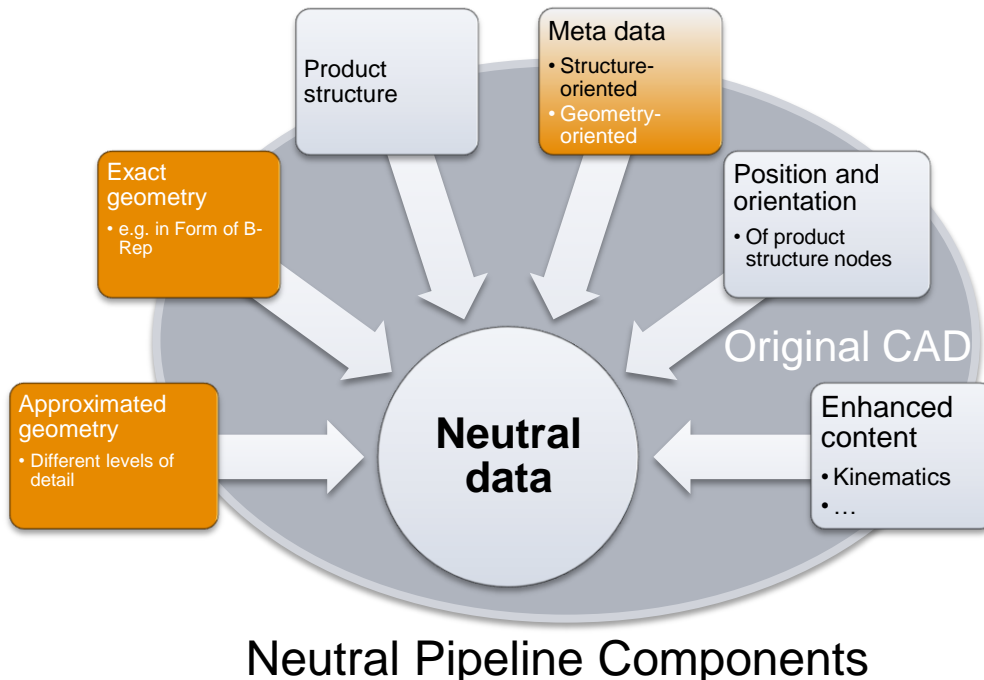 Meta data
• Structure-
oriented
• Geometry-
oriented
Product
structure
Exact
geometry
• e.g. in Form of B-
Rep
Position and
orientation
• Of product
structure nodes
Original CAD
Approximated
geometry
• Different levels of
detail
Neutral
data
Enhanced
content
• Kinematics
• …
Neutral Pipeline Components